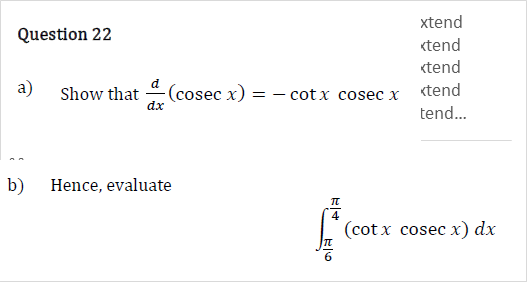 Question 22
xtend
xtend
xtend
xtend
tend...
a) Show that d/dx (cosec x) = − cot x cosec x
b) Hence, evaluate
∫_{π/6}^{π/4} (cot x cosec x) dx